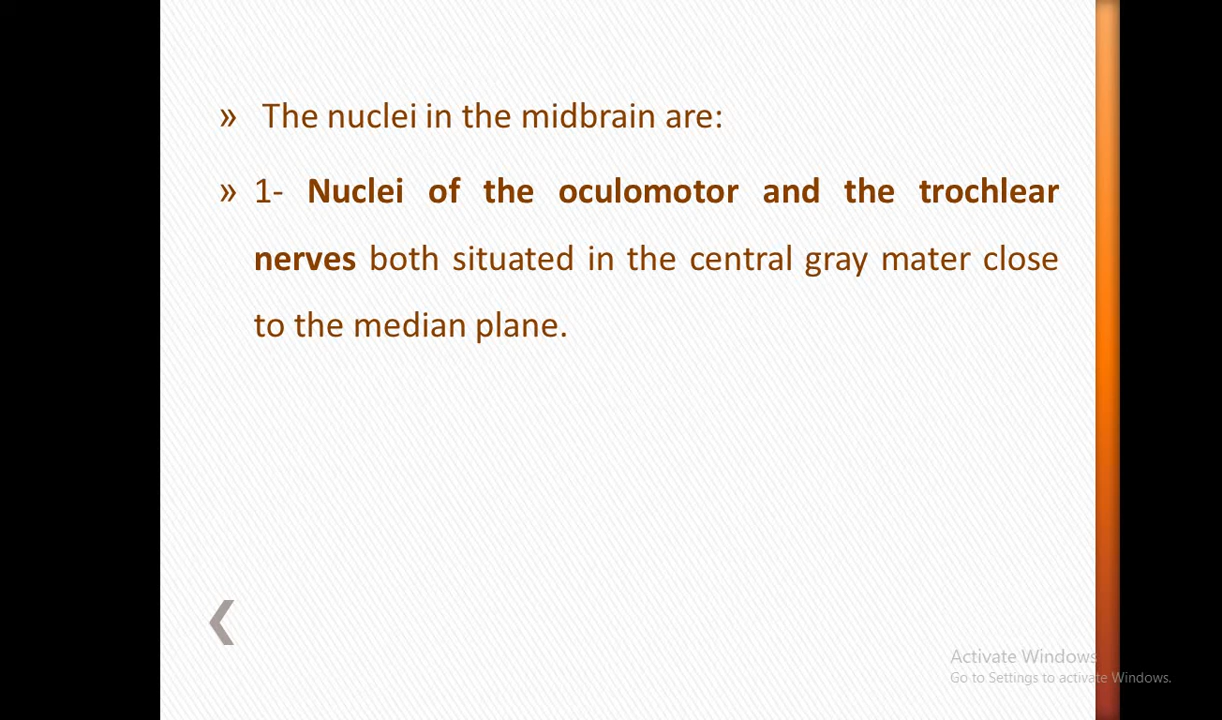 » The nuclei in the midbrain are:
» 1- Nuclei of the oculomotor and the trochlear
nerves both situated in the central gray mater close
to the median plane.
Activate Windows
Go to Settings to activate Windows.